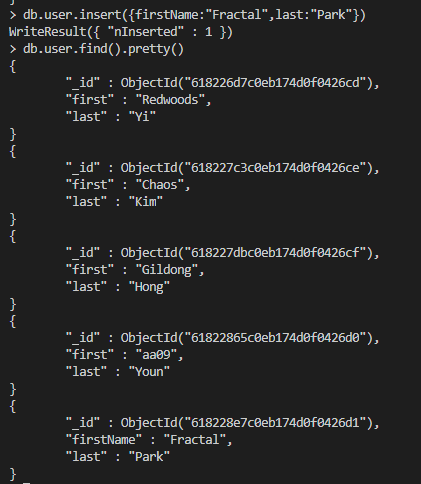 > db.user.insert({firstName:"Fractal",last:"Park"})
WriteResult({ "nInserted" : 1 })
> db.user.find().pretty()
{
        "_id" : ObjectId("618226d7c0eb174d0f0426cd"),
        "first" : "Redwoods",
        "last" : "Yi"
}
{
        "_id" : ObjectId("618227c3c0eb174d0f0426ce"),
        "first" : "Chaos",
        "last" : "Kim"
}
{
        "_id" : ObjectId("618227dbc0eb174d0f0426cf"),
        "first" : "Gildong",
        "last" : "Hong"
}
{
        "_id" : ObjectId("61822865c0eb174d0f0426d0"),
        "first" : "aa09",
        "last" : "Youn"
}
{
        "_id" : ObjectId("618228e7c0eb174d0f0426d1"),
        "firstName" : "Fractal",
        "last" : "Park"
}